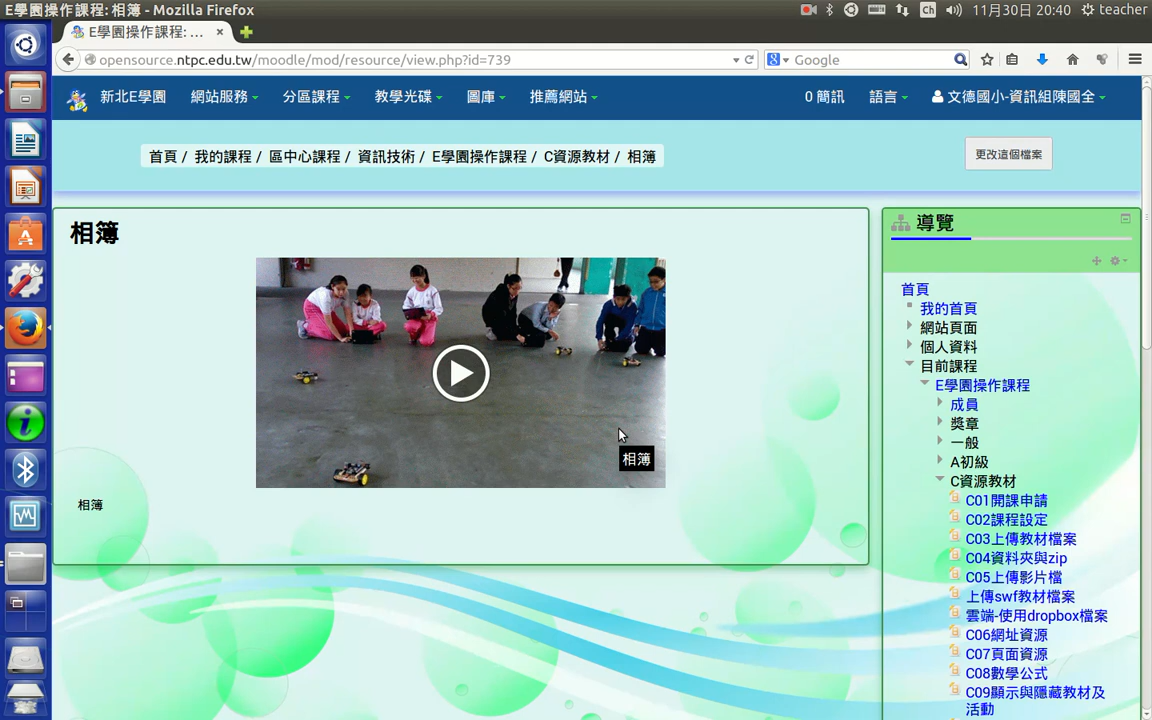 E學園操作課程: 相簿 - Mozilla Firefox
Ch
11月30日 20:40
teacher
E學園操作課程: ...
opensource.ntpc.edu.tw/moodle/mod/resource/view.php?id=739
Google
新北E學園
網站服務
分區課程
教學光碟
圖庫
推薦網站
0 簡訊
語言
文德國小-資訊組陳國全
首頁 / 我的課程 / 區中心課程 / 資訊技術 / E學園操作課程 / C資源教材 / 相簿
更改這個檔案
相簿
相簿
相簿
導覽
首頁
我的首頁
網站頁面
個人資料
目前課程
E學園操作課程
成員
獎章
一般
A初級
C資源教材
C01開課申請
C02課程設定
C03上傳教材檔案
C04資料夾與zip
C05上傳影片檔
上傳swf教材檔案
雲端-使用dropbox檔案
C06網址資源
C07頁面資源
C08數學公式
C09顯示與隱藏教材及
活動